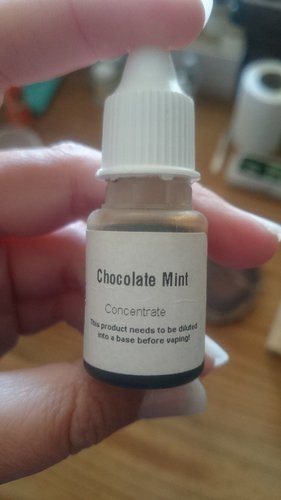 Chocolate Mint
Concentrate
This product needs to be diluted
into a base before vaping!